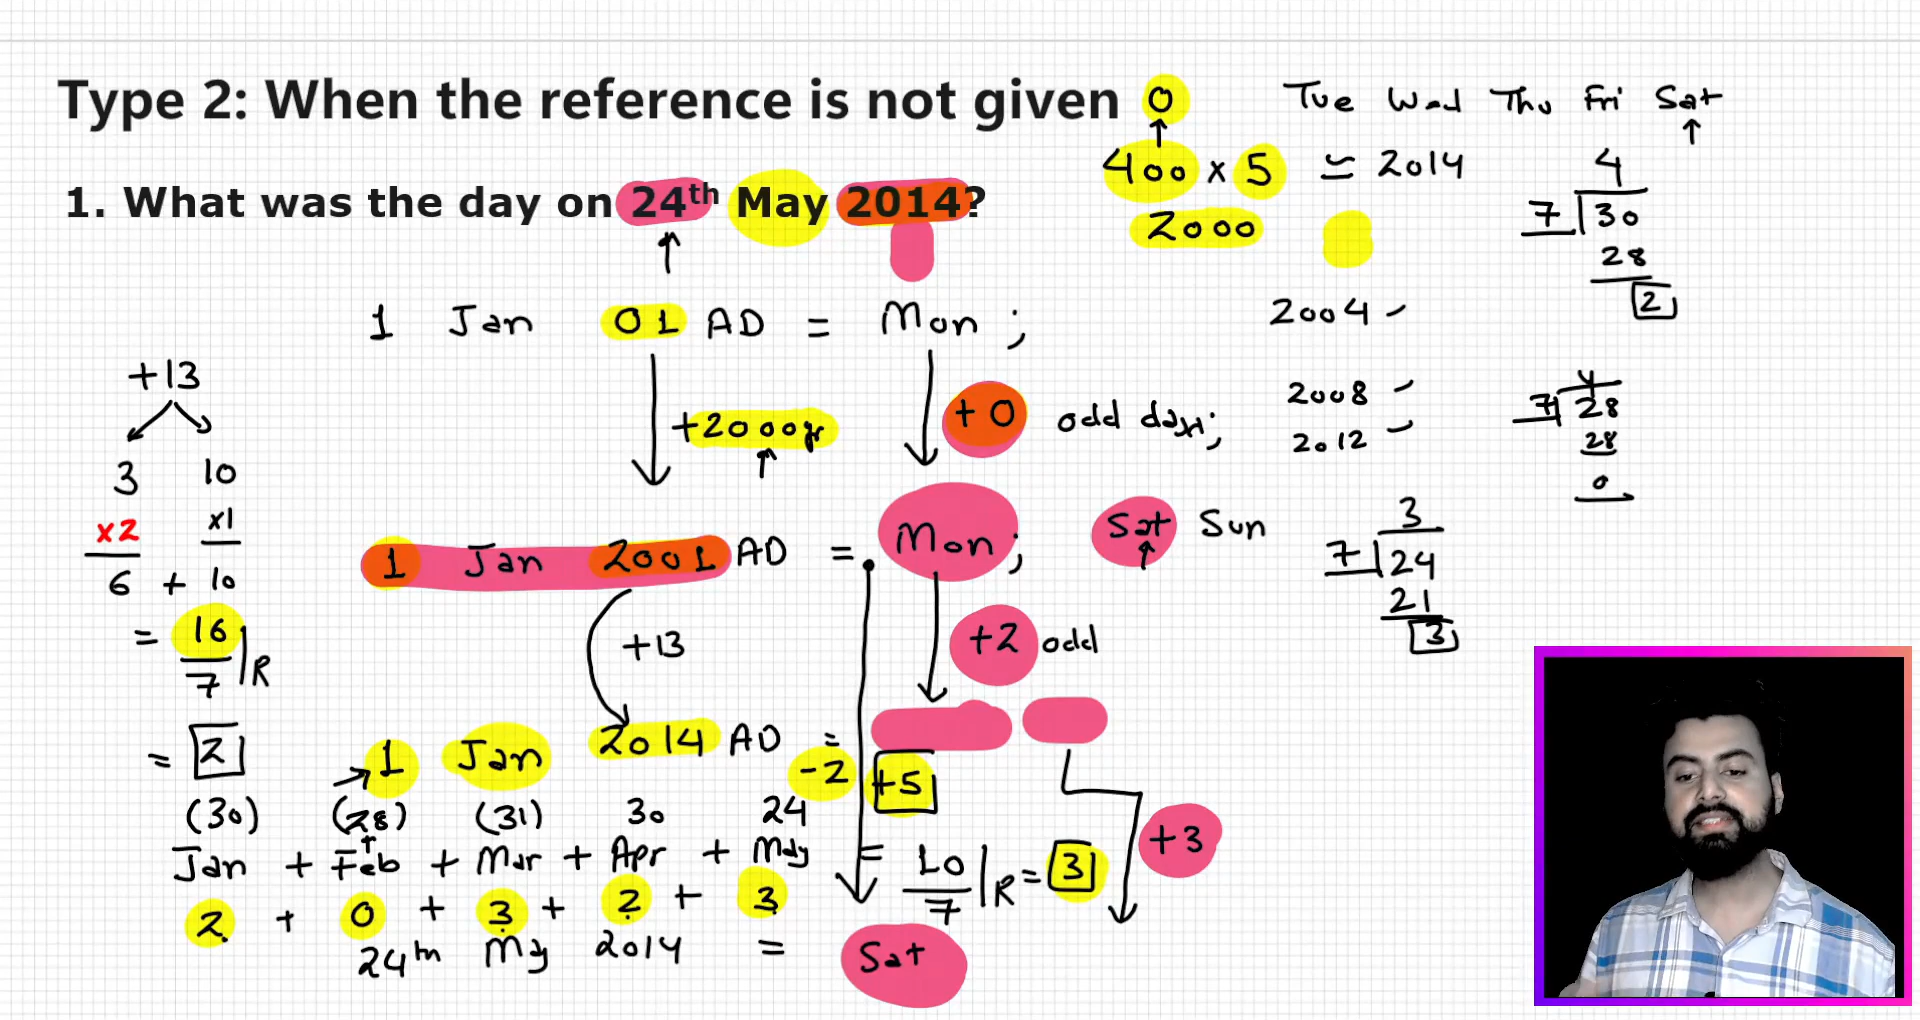 Type 2: When the reference is not given
0
Tue Wed Thu Fri Sat
↑
↑
400 x 5 ≃ 2014
2000
4
7 30
28
2
1. What was the day on 24th May 2014?
↑
1 Jan 01 AD = Mon ;
+2000yr
↑
+0 odd days;
2004
2008
2012
4
7 28
28
0
+13
3 10
x2 x1
6 + 10
= 16
7 R
= 2
1 Jan 2001 AD = Mon ;
Sat Sun
↑
3
7 24
21
3
+13
+2 odd
→ 1 Jan 2014 AD =
-2 +5
(30) (28) (31) 30 24
Jan + Feb + Mar + Apr + May = 10
7 R = 3
+3
2 + 0 + 3 + 2 + 3
24th May 2014 = Sat